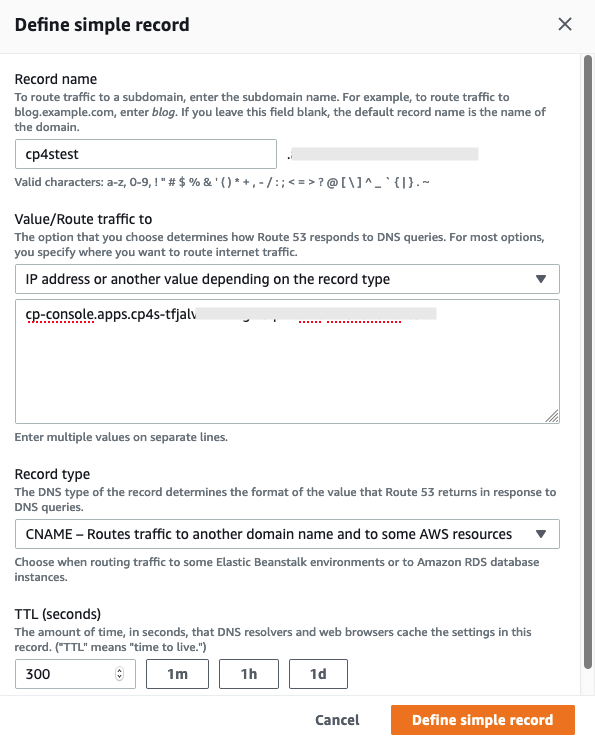 Define simple record
Record name
To route traffic to a subdomain, enter the subdomain name. For example, to route traffic to
blog.example.com, enter blog. If you leave this field blank, the default record name is the name of
the domain.
cp4stest
Valid characters: a-z, 0-9, ! " # $ % & ' ( ) * + , - / : ; < = > ? @ [ \ ] ^ _ ` { | } . ~
Value/Route traffic to
The option that you choose determines how Route 53 responds to DNS queries. For most options,
you specify where you want to route internet traffic.
IP address or another value depending on the record type
cp-console.apps.cp4s-tfjalv
Enter multiple values on separate lines.
Record type
The DNS type of the record determines the format of the value that Route 53 returns in response to
DNS queries.
CNAME – Routes traffic to another domain name and to some AWS resources
Choose when routing traffic to some Elastic Beanstalk environments or to Amazon RDS database
instances.
TTL (seconds)
The amount of time, in seconds, that DNS resolvers and web browsers cache the settings in this
record. ("TTL" means "time to live.")
300 1m 1h 1d
Cancel Define simple record